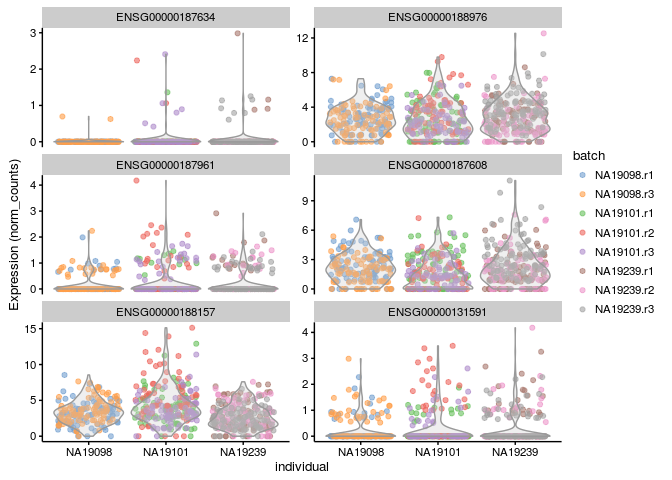 ENSG00000187634
ENSG00000188976
3
2
1
0
12
8
4
0
ENSG00000187961
ENSG00000187608
4
3
2
1
0
9
6
3
0
ENSG00000188157
ENSG00000131591
15
10
5
0
4
3
2
1
0
NA19098
NA19101
NA19239
NA19098
NA19101
NA19239
individual
Expression (norm_counts)
batch
NA19098.r1
NA19098.r3
NA19101.r1
NA19101.r2
NA19101.r3
NA19239.r1
NA19239.r2
NA19239.r3